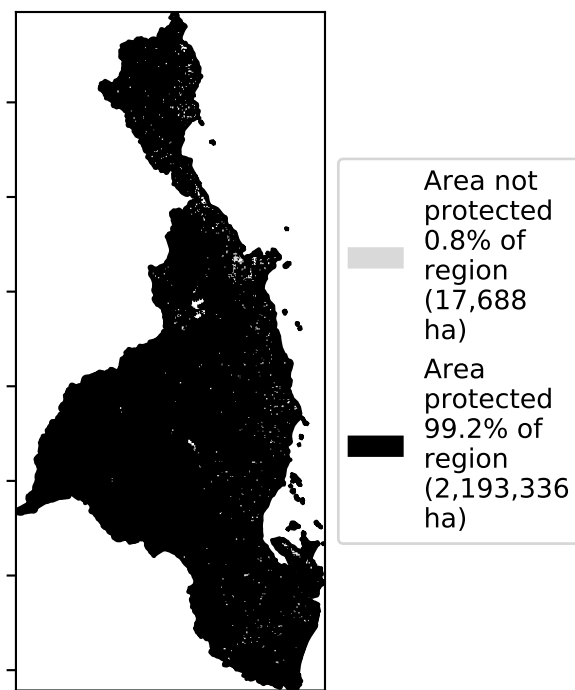 Area not
protected
0.8% of
region
(17,688
ha)
Area
protected
99.2% of
region
(2,193,336
ha)